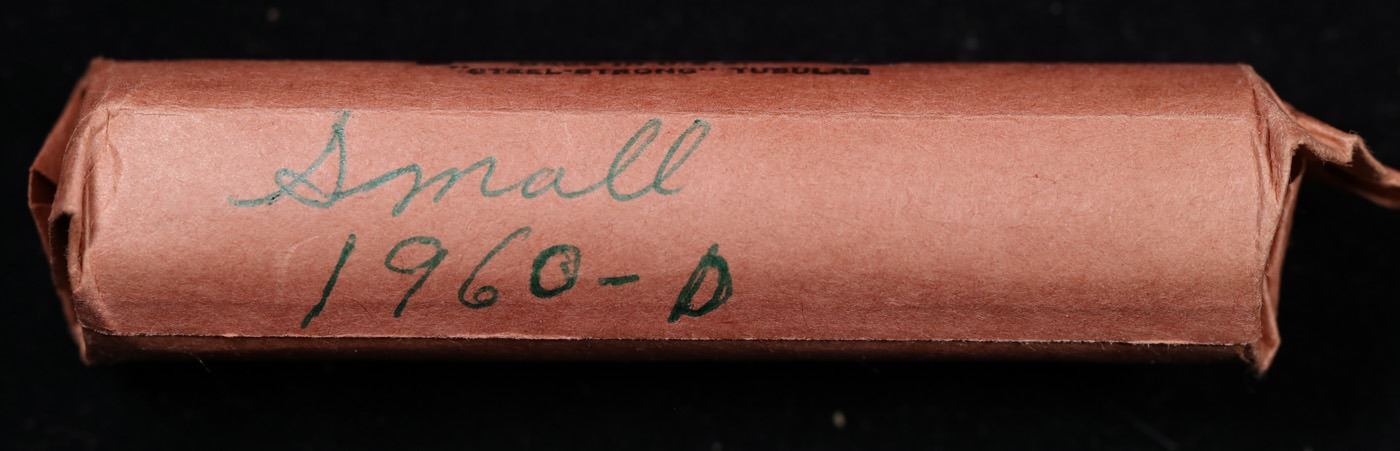 "STEEL-STRONG" TUBULAR
Small
1960-D